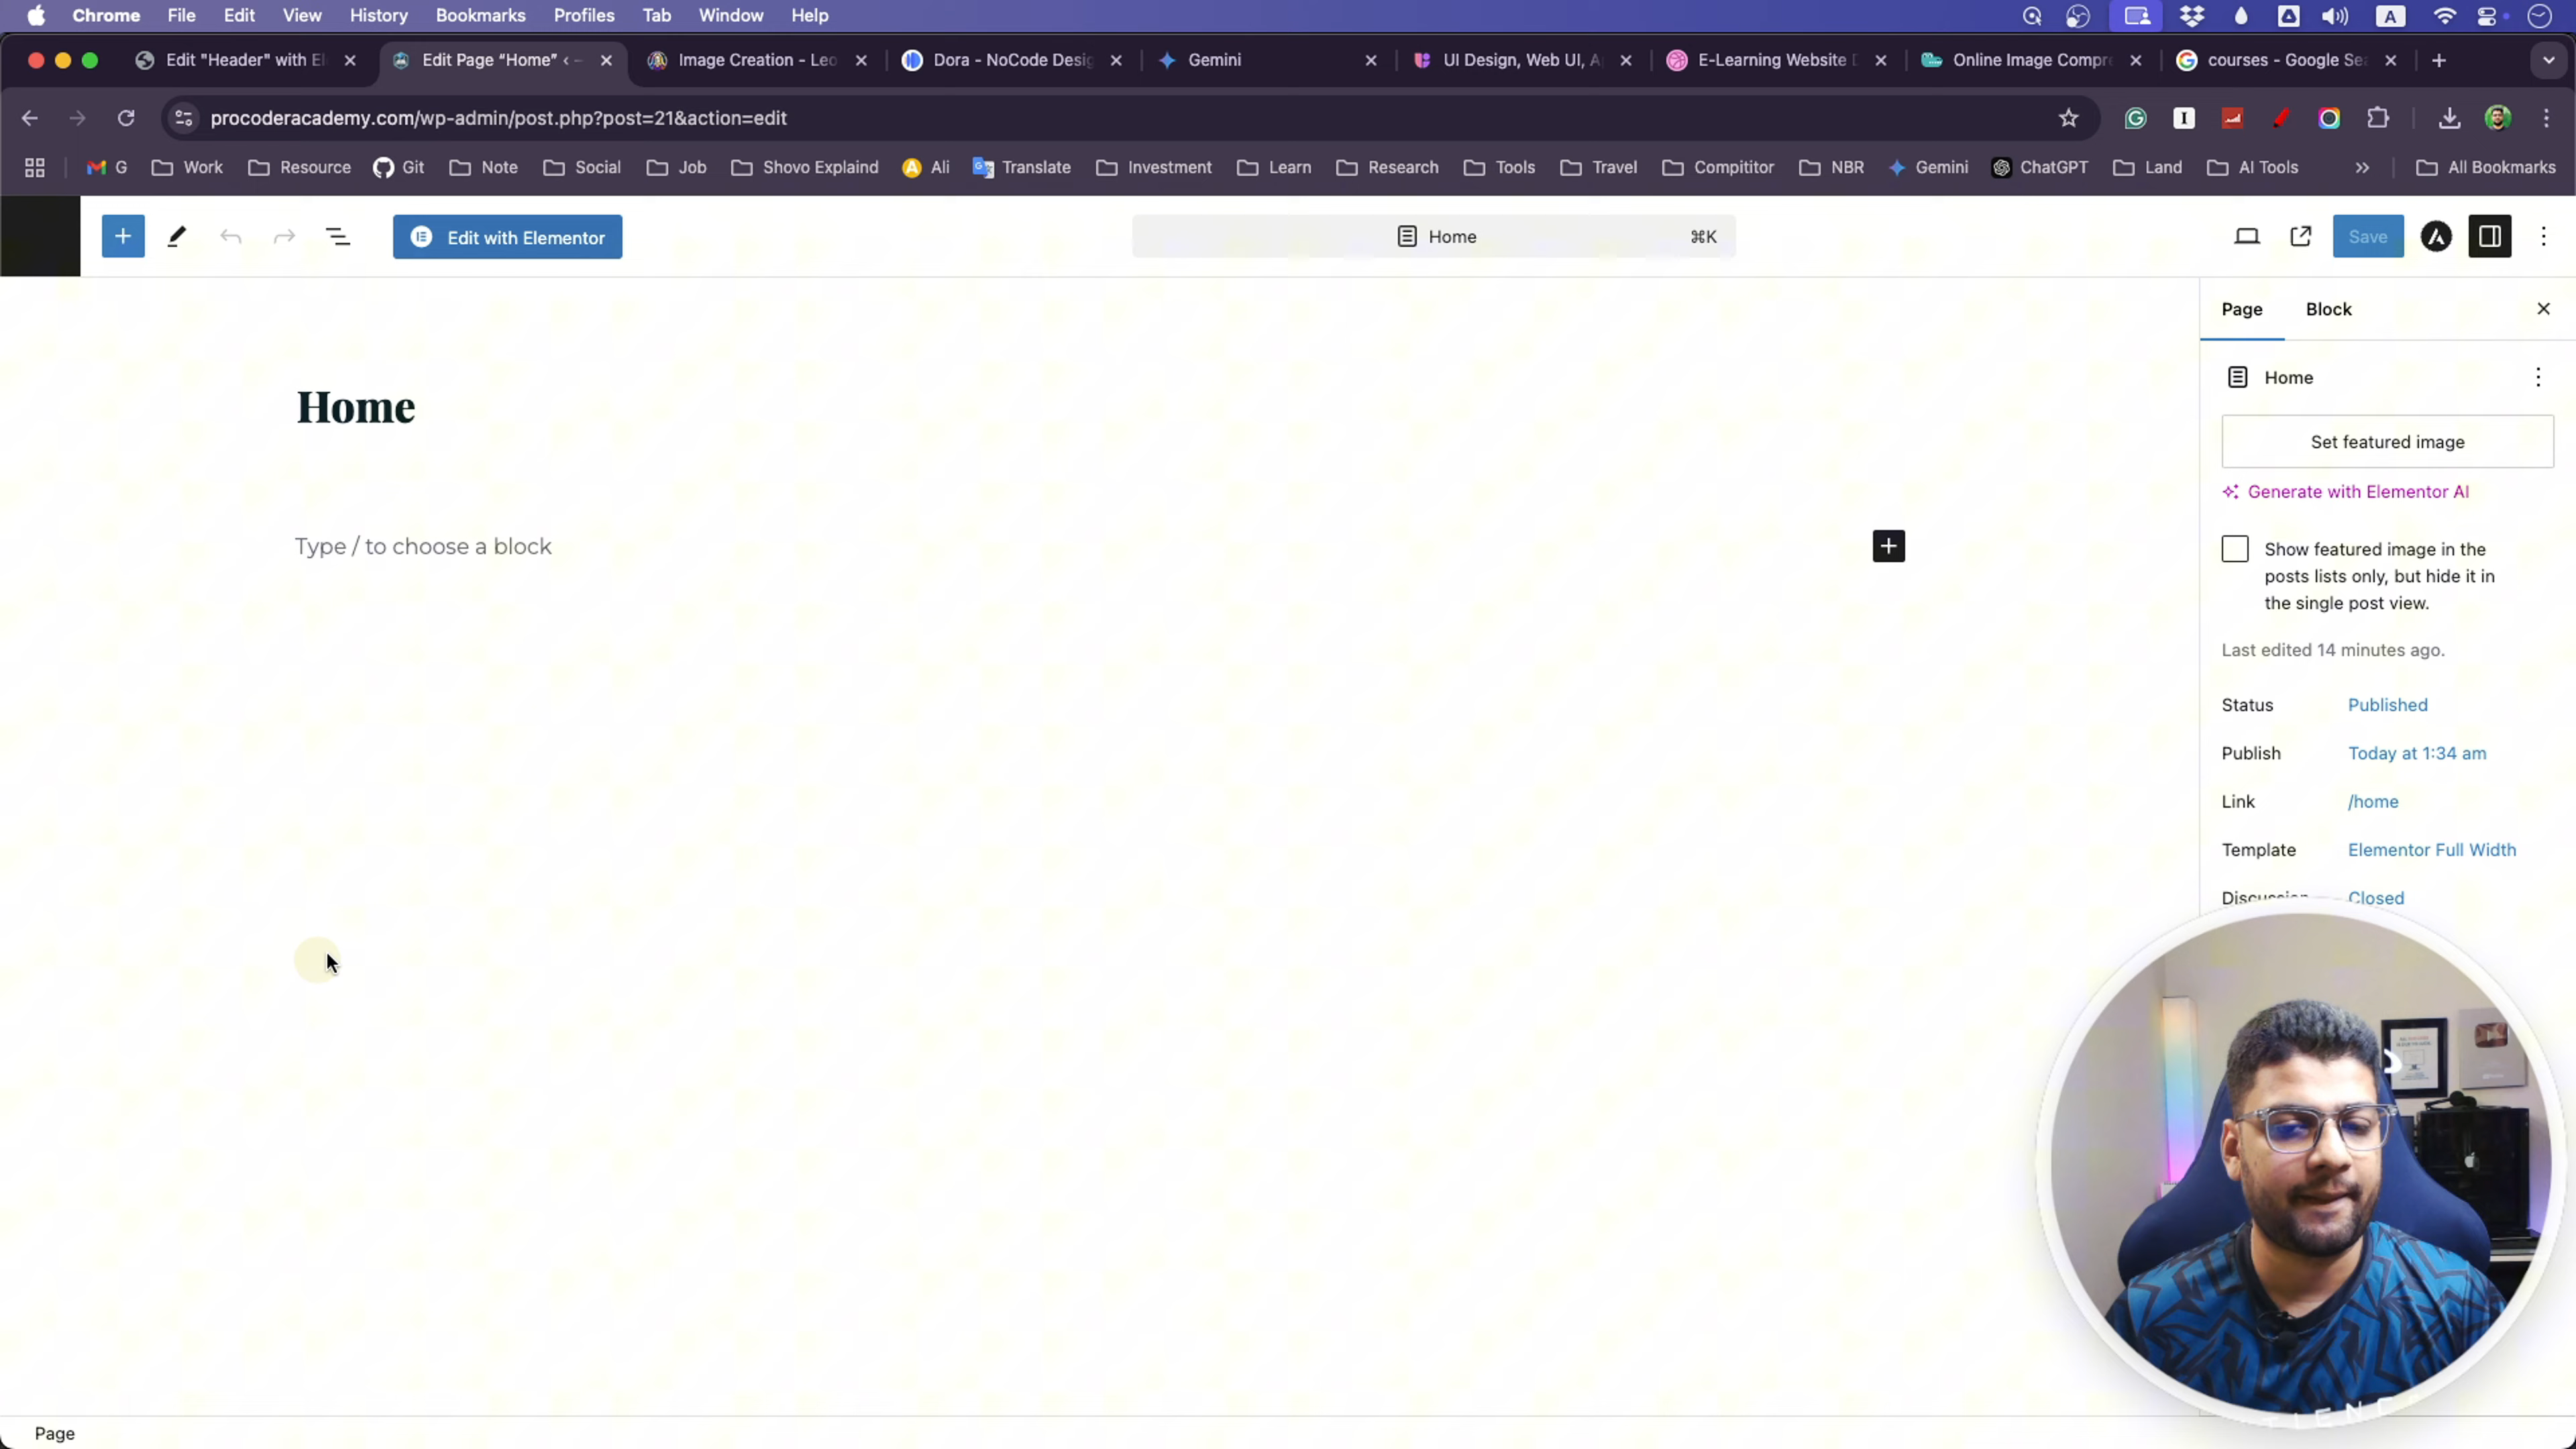 Chrome File Edit View History Bookmarks Profiles Tab Window Help A
Edit "Header" with El Edit Page “Home” ‹ – Image Creation - Leo Dora - NoCode Desig Gemini UI Design, Web UI, A E-Learning Website D Online Image Compre courses - Google Sea
procoderacademy.com/wp-admin/post.php?post=21&action=edit
G Work Resource Git Note Social Job Shovo Explaind Ali Translate Investment Learn Research Tools Travel Compititor NBR Gemini ChatGPT Land AI Tools » All Bookmarks
Edit with Elementor Home ⌘K Save
Page Block
Home
Home
Set featured image
Generate with Elementor AI
Type / to choose a block
Show featured image in the
posts lists only, but hide it in
the single post view.
Last edited 14 minutes ago.
Status Published
Publish Today at 1:34 am
Link /home
Template Elementor Full Width
Discussion Closed
Page